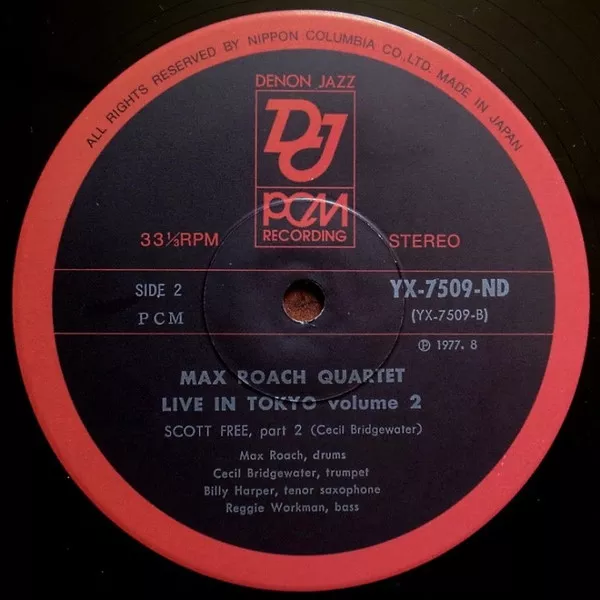 ALL RIGHTS RESERVED BY NIPPON COLUMBIA CO., LTD. MADE IN JAPAN
DENON JAZZ
DJ
PCM
RECORDING
33⅓RPM
STEREO
SIDE 2
YX-7509-ND
PCM
(YX-7509-B)
℗ 1977. 8
MAX ROACH QUARTET
LIVE IN TOKYO volume 2
SCOTT FREE, part 2 (Cecil Bridgewater)
Max Roach, drums
Cecil Bridgewater, trumpet
Billy Harper, tenor saxophone
Reggie Workman, bass